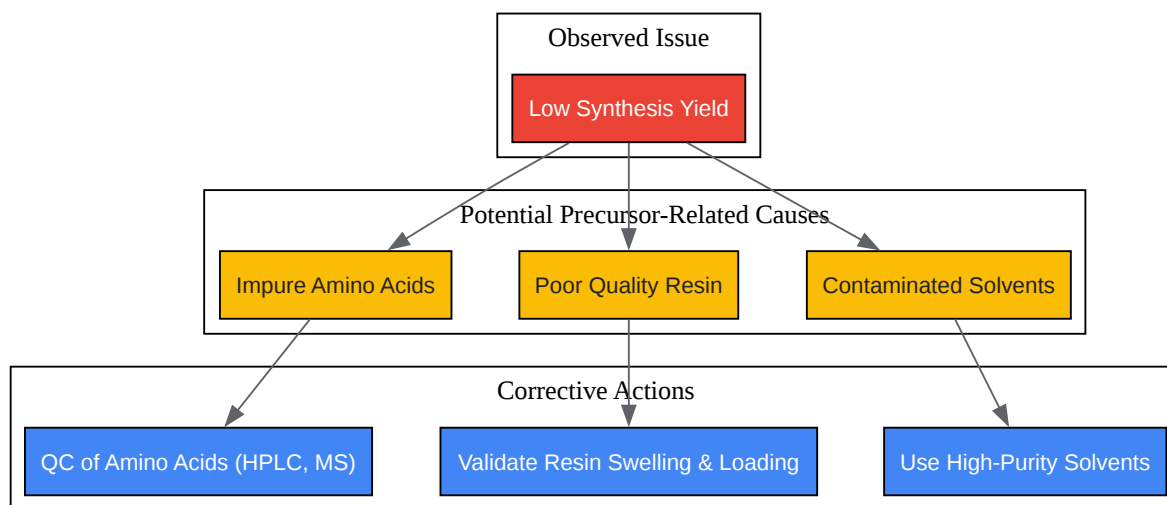 Observed Issue
Low Synthesis Yield
Potential Precursor-Related Causes
Impure Amino Acids
Poor Quality Resin
Contaminated Solvents
Corrective Actions
QC of Amino Acids (HPLC, MS)
Validate Resin Swelling & Loading
Use High-Purity Solvents